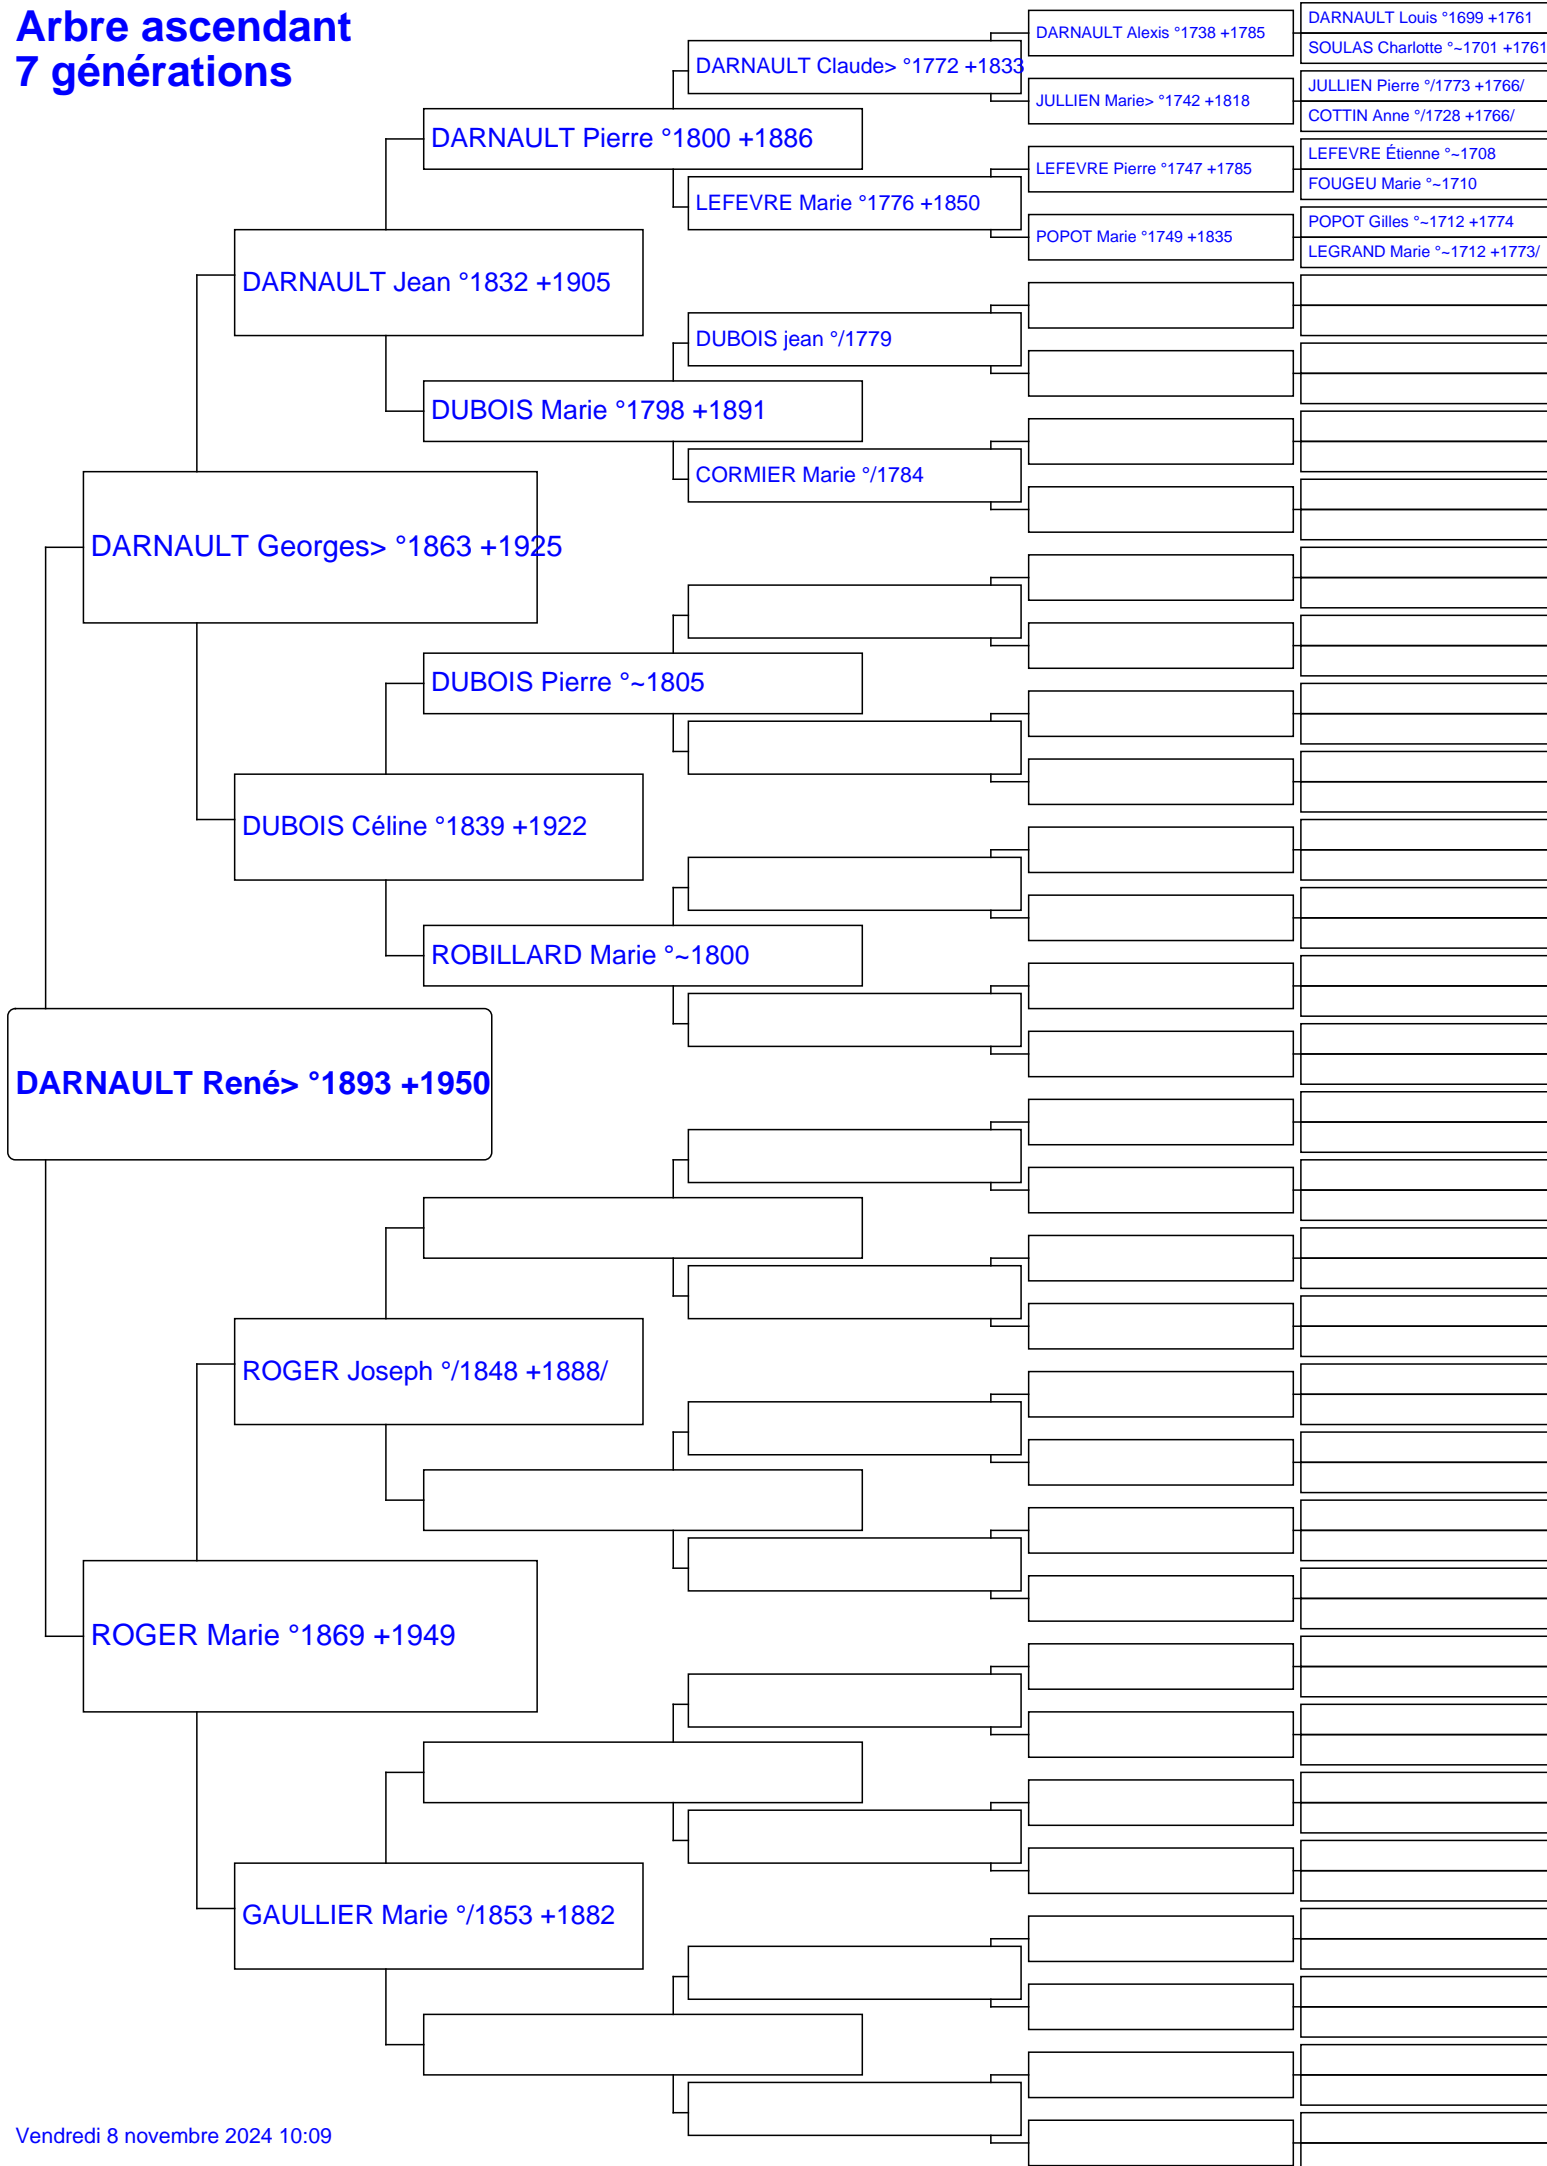 Arbre ascendant
7 générations
DARNAULT Louis °1699 +1761
DARNAULT Alexis °1738 +1785
SOULAS Charlotte °~1701 +1761
DARNAULT Claude> °1772 +1833
JULLIEN Pierre °/1773 +1766/
JULLIEN Marie> °1742 +1818
COTTIN Anne °/1728 +1766/
DARNAULT Pierre °1800 +1886
LEFEVRE Étienne °~1708
LEFEVRE Pierre °1747 +1785
FOUGEU Marie °~1710
LEFEVRE Marie °1776 +1850
POPOT Gilles °~1712 +1774
POPOT Marie °1749 +1835
LEGRAND Marie °~1712 +1773/
DARNAULT Jean °1832 +1905
DUBOIS jean °/1779
DUBOIS Marie °1798 +1891
CORMIER Marie °/1784
DARNAULT Georges> °1863 +1925
DUBOIS Pierre °~1805
DUBOIS Céline °1839 +1922
ROBILLARD Marie °~1800
DARNAULT René> °1893 +1950
ROGER Joseph °/1848 +1888/
ROGER Marie °1869 +1949
GAULLIER Marie °/1853 +1882
Vendredi 8 novembre 2024 10:09